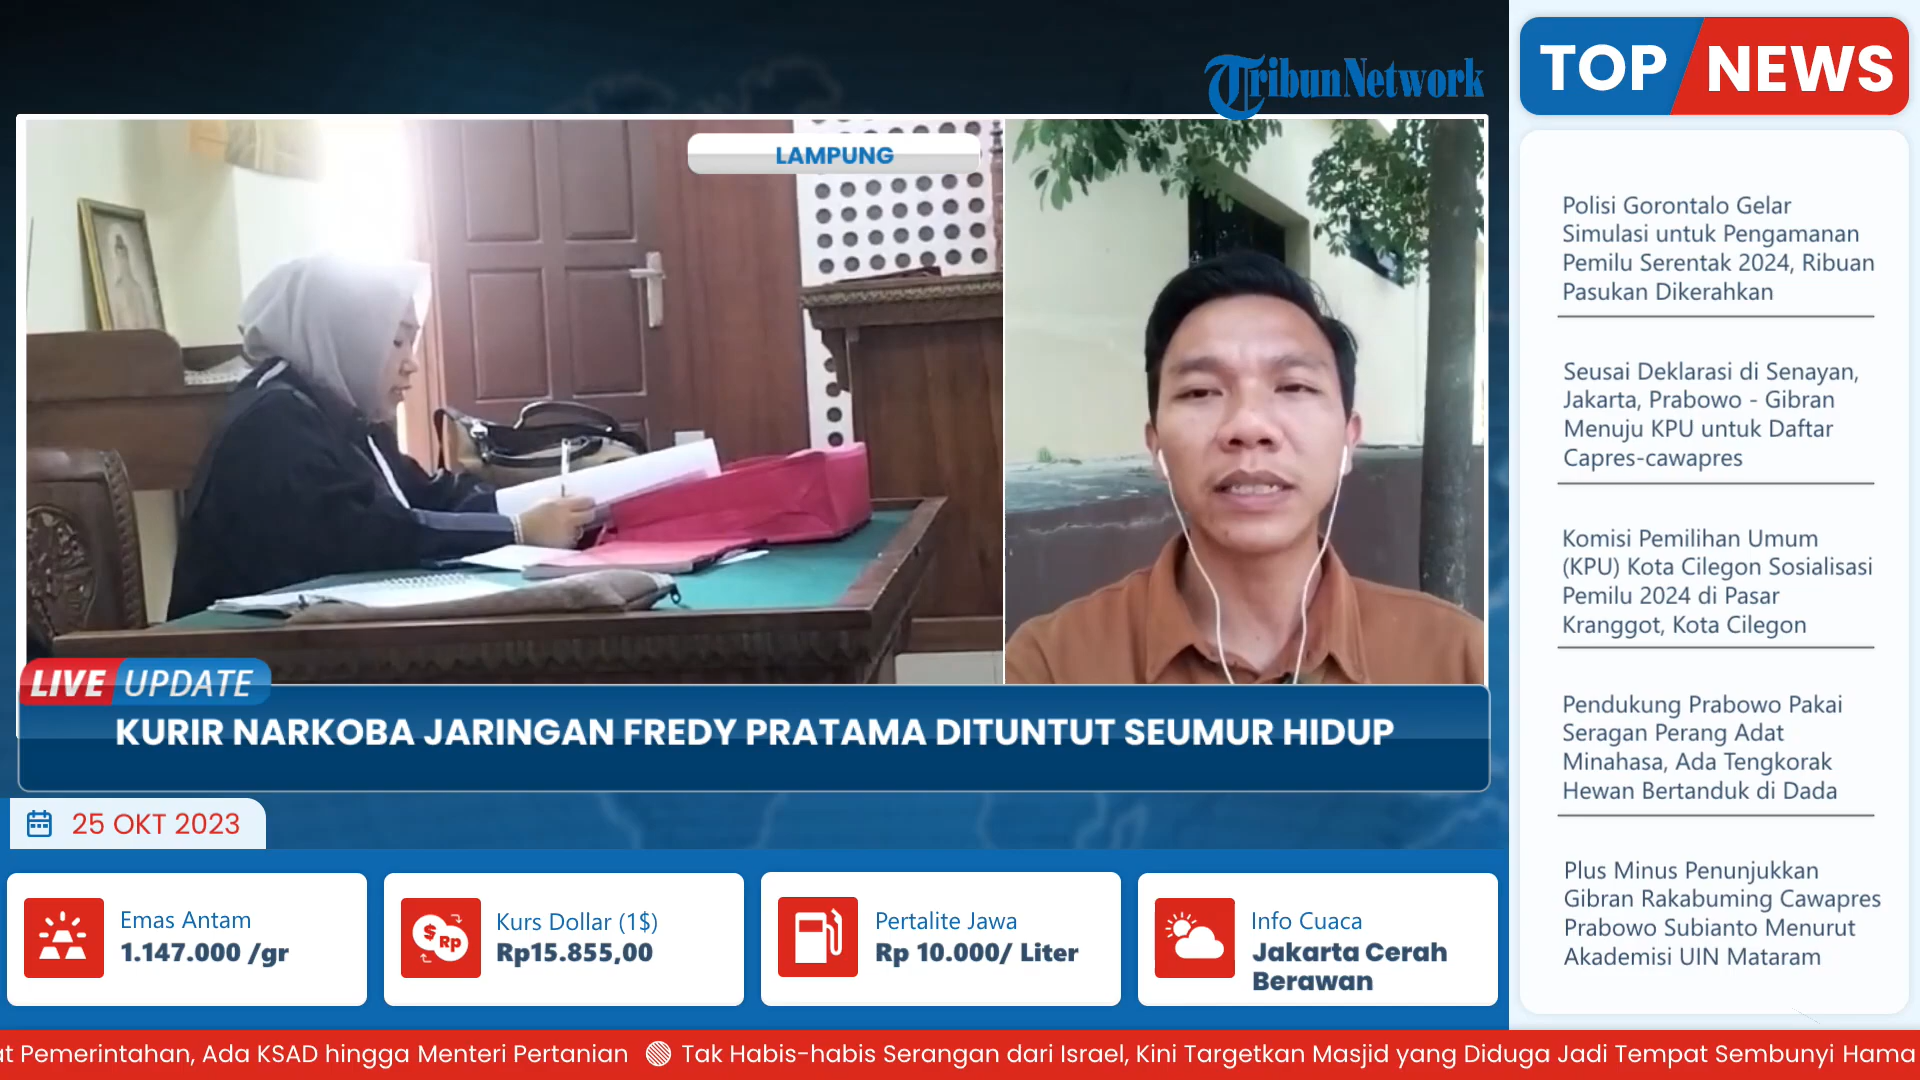 TribunNetwork
TOP NEWS
LAMPUNG
Polisi Gorontalo Gelar
Simulasi untuk Pengamanan
Pemilu Serentak 2024, Ribuan
Pasukan Dikerahkan
Seusai Deklarasi di Senayan,
Jakarta, Prabowo - Gibran
Menuju KPU untuk Daftar
Capres-cawapres
Komisi Pemilihan Umum
(KPU) Kota Cilegon Sosialisasi
Pemilu 2024 di Pasar
Kranggot, Kota Cilegon
Pendukung Prabowo Pakai
Seragan Perang Adat
Minahasa, Ada Tengkorak
Hewan Bertanduk di Dada
Plus Minus Penunjukkan
Gibran Rakabuming Cawapres
Prabowo Subianto Menurut
Akademisi UIN Mataram
LIVE UPDATE
KURIR NARKOBA JARINGAN FREDY PRATAMA DITUNTUT SEUMUR HIDUP
25 OKT 2023
Emas Antam
1.147.000 /gr
Kurs Dollar (1$)
Rp15.855,00
$ Rp
Pertalite Jawa
Rp 10.000/ Liter
Info Cuaca
Jakarta Cerah
Berawan
at Pemerintahan, Ada KSAD hingga Menteri Pertanian Tak Habis-habis Serangan dari Israel, Kini Targetkan Masjid yang Diduga Jadi Tempat Sembunyi Hama